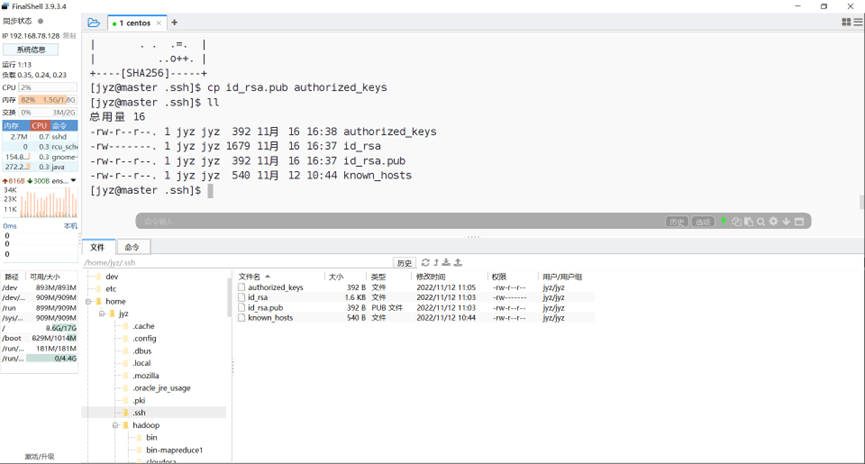 FinalShell 3.9.3.4
同步状态
IP 192.168.78.128 复制
系统信息
运行 1:13
负载 0.35, 0.24, 0.23
CPU 2%
内存 82% 1.5G/1.8G
交换 0% 3M/2G
内存 CPU 命令
2.7M 0.7 sshd
0 0.3 rcu_sche
154.8... 0.3 gnome-
272.2... 0.3 java
816B 300B ens...
34K
23K
11K
0ms 本机
0
0
0
路径 可用/大小
/dev 893M/893M
/dev/... 909M/909M
/run 899M/909M
/sys/... 909M/909M
/ 8.6G/17G
/boot 829M/1014M
/run/... 181M/181M
/run/... 0/4.4G
激活/升级
1 centos × +
| . . .=. |
| ..o++. |
+----[SHA256]-----+
[jyz@master .ssh]$ cp id_rsa.pub authorized_keys
[jyz@master .ssh]$ ll
总用量 16
-rw-r--r--. 1 jyz jyz 392 11月 16 16:38 authorized_keys
-rw-------. 1 jyz jyz 1679 11月 16 16:37 id_rsa
-rw-r--r--. 1 jyz jyz 392 11月 16 16:37 id_rsa.pub
-rw-r--r--. 1 jyz jyz 540 11月 12 10:44 known_hosts
[jyz@master .ssh]$
命令输入 历史 选项
文件 命令
/home/jyz/.ssh 历史
dev
etc
home
jyz
.cache
.config
.dbus
.local
.mozilla
.oracle_jre_usage
.pki
.ssh
hadoop
bin
bin-mapreduce1
cloudera
文件名 大小 类型 修改时间 权限 用户/用户组
authorized_keys 392 B 文件 2022/11/12 11:05 -rw-r--r-- jyz/jyz
id_rsa 1.6 KB 文件 2022/11/12 11:03 -rw------- jyz/jyz
id_rsa.pub 392 B PUB 文件 2022/11/12 11:03 -rw-r--r-- jyz/jyz
known_hosts 540 B 文件 2022/11/12 10:44 -rw-r--r-- jyz/jyz